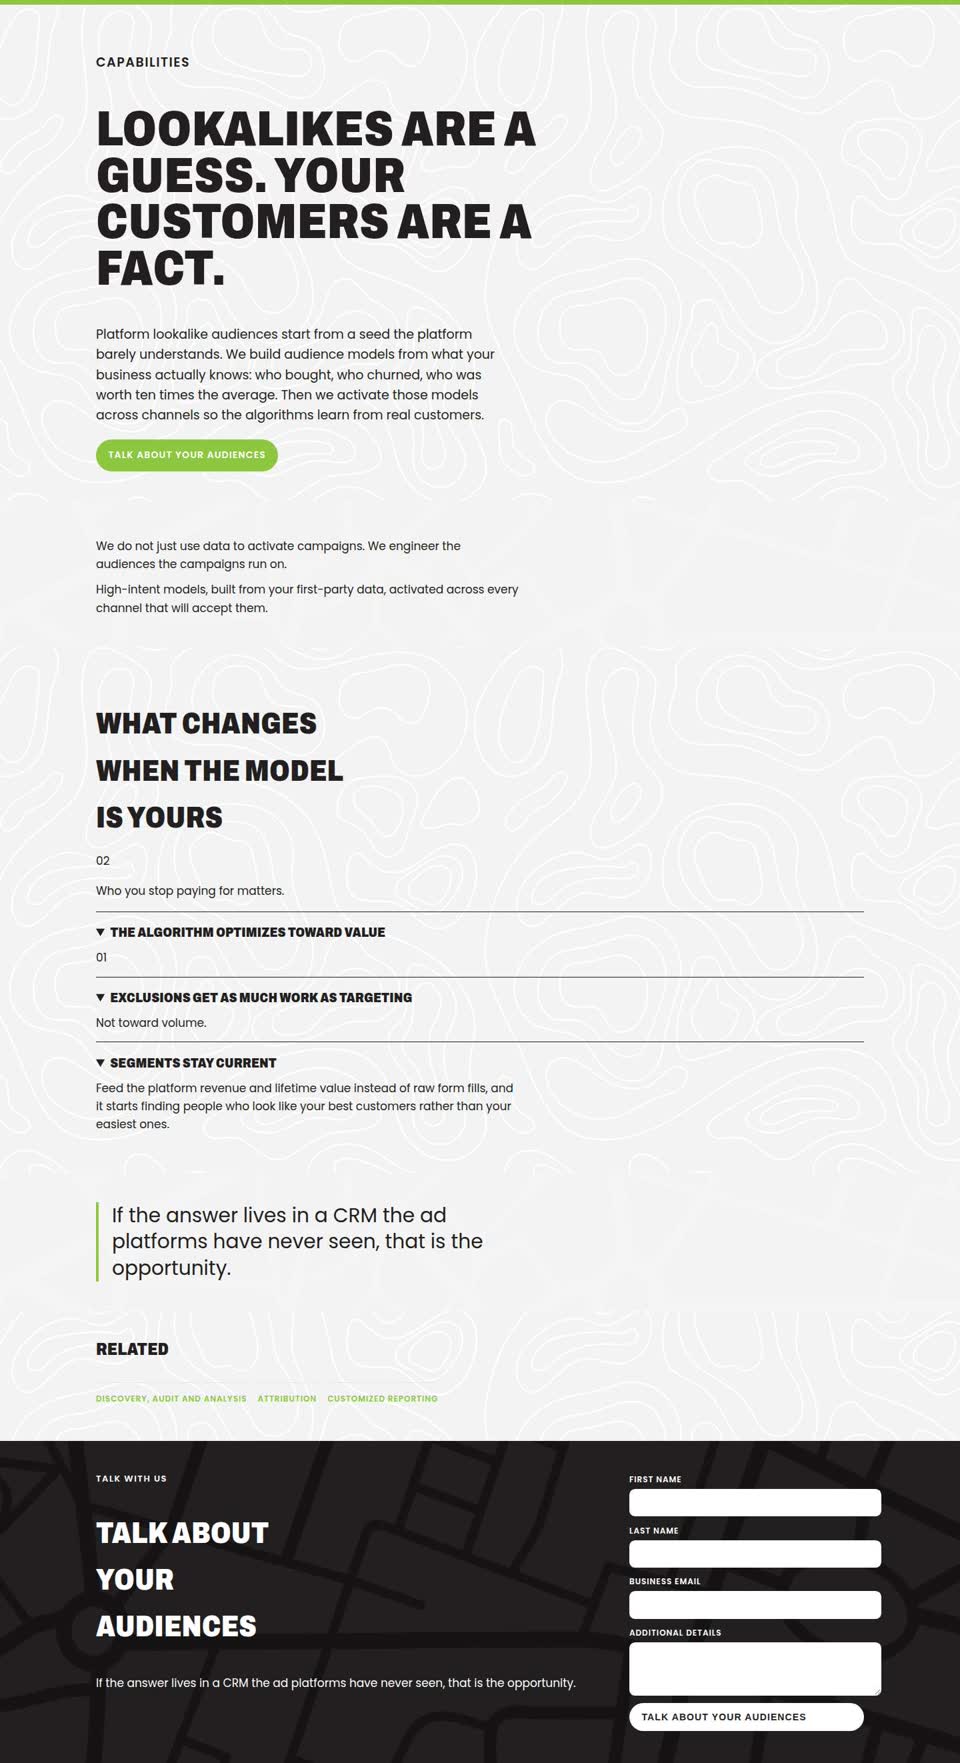 CAPABILITIES
LOOKALIKES ARE A
GUESS. YOUR
CUSTOMERS ARE A
FACT.
Platform lookalike audiences start from a seed the platform
barely understands. We build audience models from what your
business actually knows: who bought, who churned, who was
worth ten times the average. Then we activate those models
across channels so the algorithms learn from real customers.
TALK ABOUT YOUR AUDIENCES
We do not just use data to activate campaigns. We engineer the
audiences the campaigns run on.
High-intent models, built from your first-party data, activated across every
channel that will accept them.
WHAT CHANGES
WHEN THE MODEL
IS YOURS
02
Who you stop paying for matters.
▼ THE ALGORITHM OPTIMIZES TOWARD VALUE
01
▼ EXCLUSIONS GET AS MUCH WORK AS TARGETING
Not toward volume.
▼ SEGMENTS STAY CURRENT
Feed the platform revenue and lifetime value instead of raw form fills, and
it starts finding people who look like your best customers rather than your
easiest ones.
If the answer lives in a CRM the ad
platforms have never seen, that is the
opportunity.
RELATED
DISCOVERY, AUDIT AND ANALYSIS ATTRIBUTION CUSTOMIZED REPORTING
TALK WITH US
TALK ABOUT
YOUR
AUDIENCES
If the answer lives in a CRM the ad platforms have never seen, that is the opportunity.
FIRST NAME
LAST NAME
BUSINESS EMAIL
ADDITIONAL DETAILS
TALK ABOUT YOUR AUDIENCES